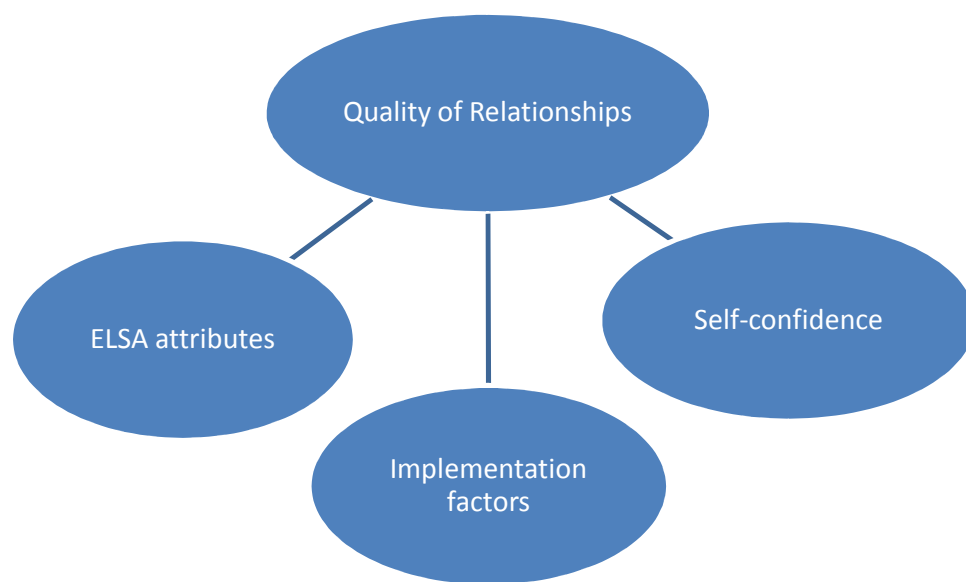 Quality of Relationships
ELSA attributes
Self-confidence
Implementation
factors